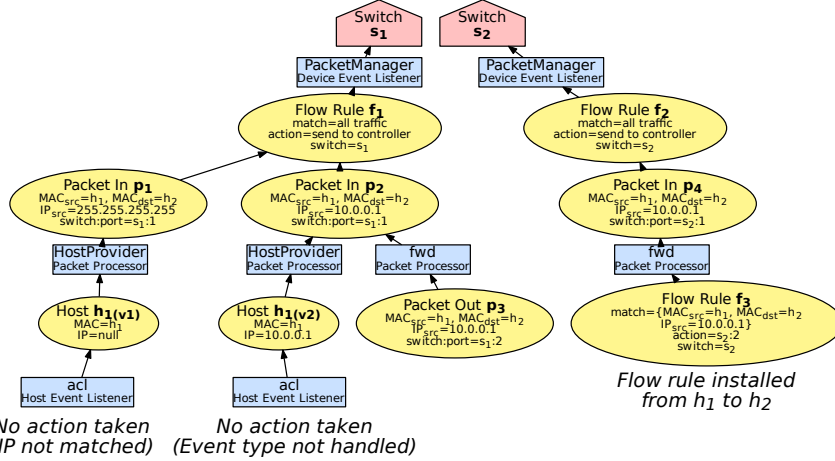 Switch
s1
Switch
s2
PacketManager
Device Event Listener
PacketManager
Device Event Listener
Flow Rule f1
match=all traffic
action=send to controller
switch=s1
Flow Rule f2
match=all traffic
action=send to controller
switch=s2
Packet In p1
MACsrc=h1, MACdst=h2
IPsrc=255.255.255.255
switch:port=s1:1
Packet In p2
MACsrc=h1, MACdst=h2
IPsrc=10.0.0.1
switch:port=s1:1
Packet In p4
MACsrc=h1, MACdst=h2
IPsrc=10.0.0.1
switch:port=s2:1
HostProvider
Packet Processor
HostProvider
Packet Processor
fwd
Packet Processor
fwd
Packet Processor
Host h1(v1)
MAC=h1
IP=null
Host h1(v2)
MAC=h1
IP=10.0.0.1
Packet Out p3
MACsrc=h1, MACdst=h2
IPsrc=10.0.0.1
switch:port=s1:2
Flow Rule f3
match={MACsrc=h1, MACdst=h2
IPsrc=10.0.0.1}
action=s2:2
switch=s2
acl
Host Event Listener
acl
Host Event Listener
Flow rule installed
from h1 to h2
No action taken
IP not matched)
No action taken
(Event type not handled)